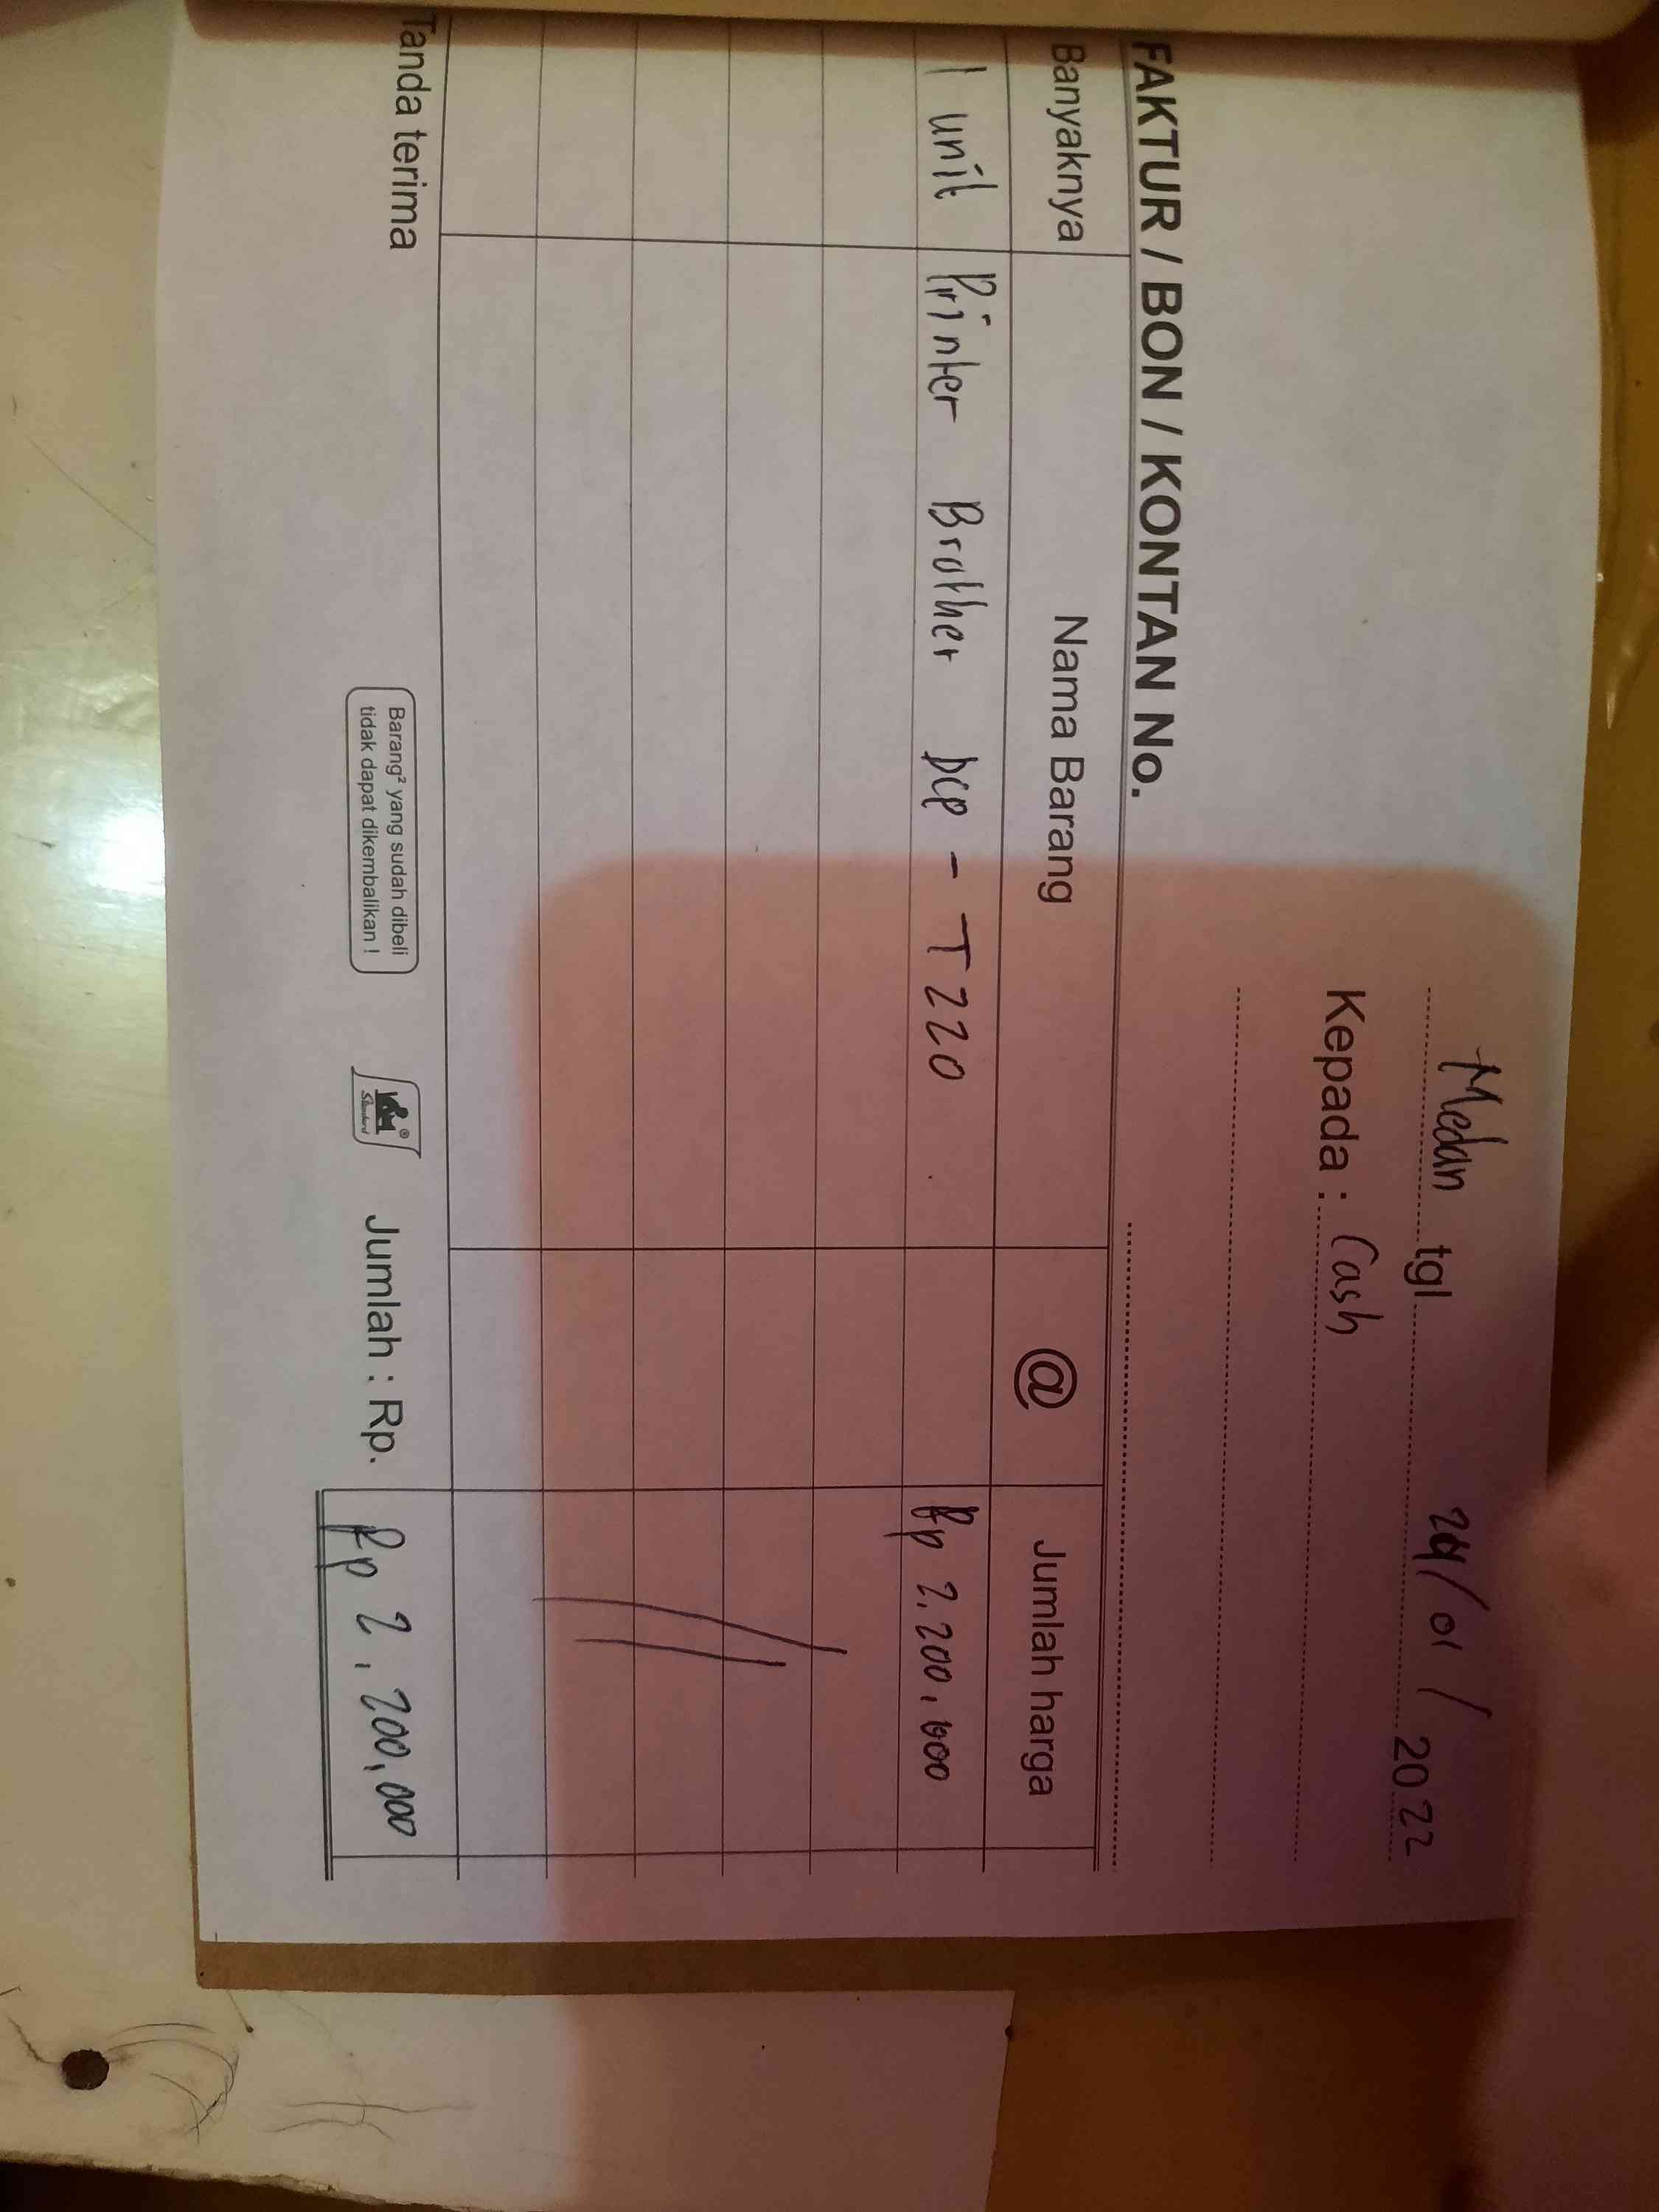 Medan tgl 24/01/2022
Kepada : Cash
FAKTUR / BON / KONTAN No.
Banyaknya Nama Barang @ Jumlah harga
1 unit Printer Brother DCP - T220 Rp 2.200.000
Tanda terima
Barang² yang sudah dibeli
tidak dapat dikembalikan !
Standard
Jumlah : Rp. Rp 2.200.000